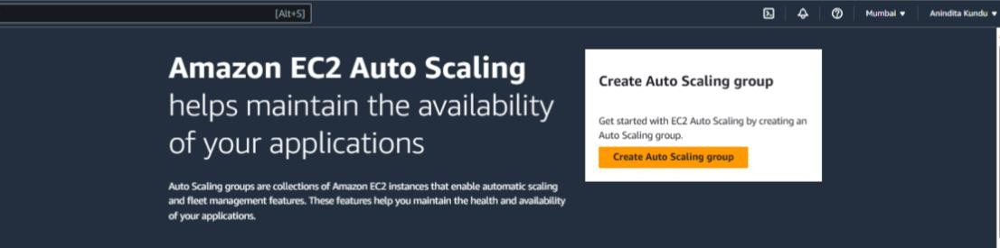 [Alt+S]
Mumbai ▼
Anindita Kundu ▼
Amazon EC2 Auto Scaling
helps maintain the availability
of your applications
Auto Scaling groups are collections of Amazon EC2 instances that enable automatic scaling
and fleet management features. These features help you maintain the health and availability
of your applications.
Create Auto Scaling group
Get started with EC2 Auto Scaling by creating an
Auto Scaling group.
Create Auto Scaling group